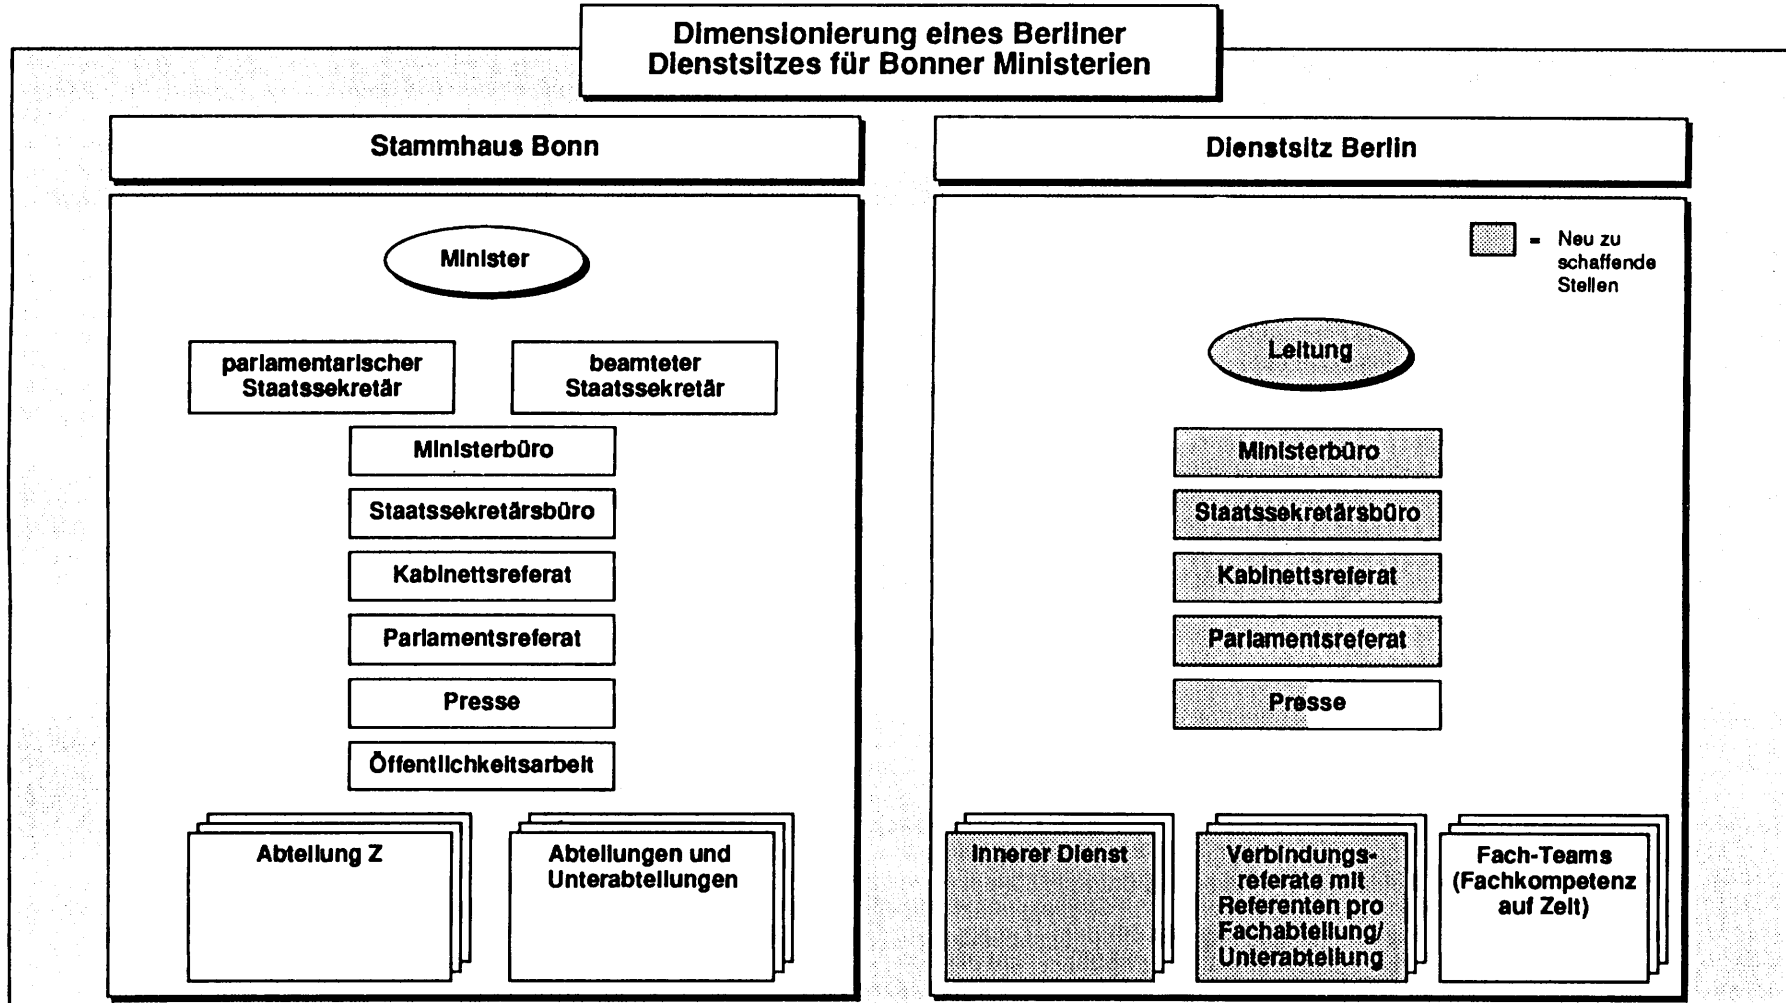 Dimensionierung eines Berliner
Dienstsitzes für Bonner Ministerien
Stammhaus Bonn
Minister
parlamentarischer
Staatssekretär
beamteter
Staatssekretär
Ministerbüro
Staatssekretärsbüro
Kabinettsreferat
Parlamentsreferat
Presse
Öffentlichkeitsarbeit
Abteilung Z
Abteilungen und
Unterabteilungen
Dienstsitz Berlin
= Neu zu
schaffende
Stellen
Leitung
Ministerbüro
Staatssekretärsbüro
Kabinettsreferat
Parlamentsreferat
Presse
Innerer Dienst
Verbindungs-
referate mit
Referenten pro
Fachabteilung/
Unterabteilung
Fach-Teams
(Fachkompetenz
auf Zeit)